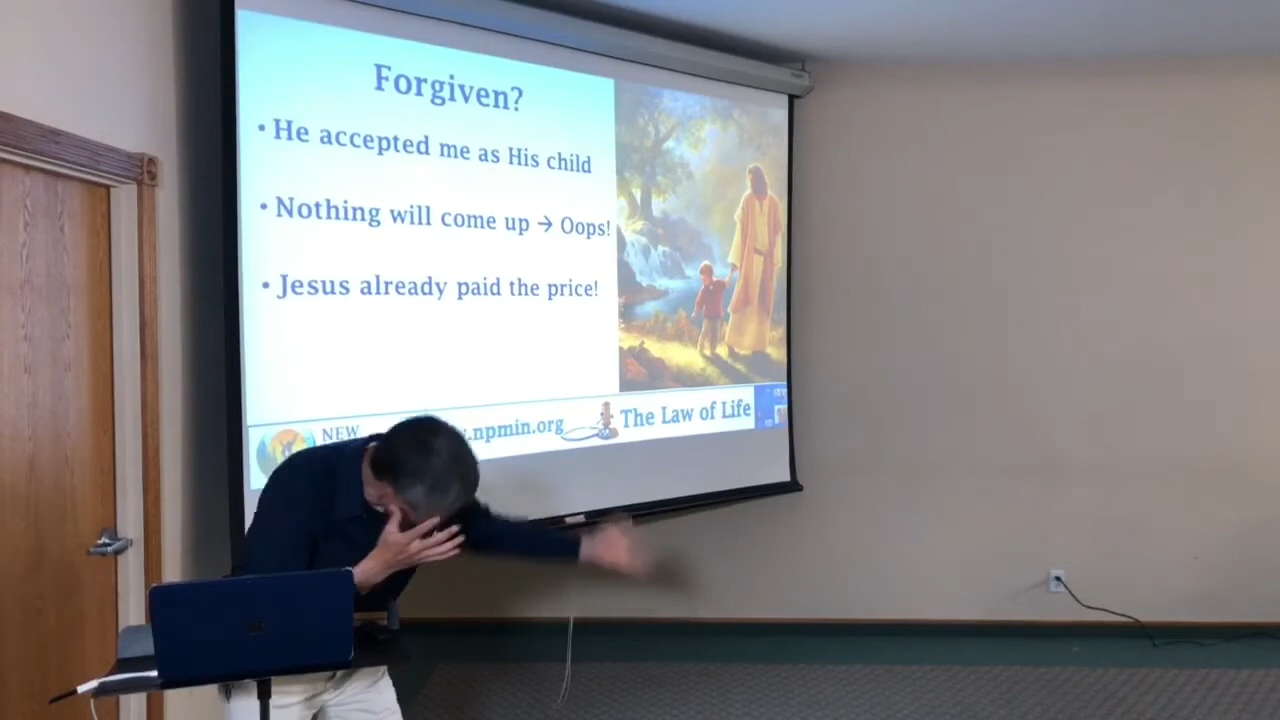 Forgiven?
• He accepted me as His child
• Nothing will come up → Oops!
• Jesus already paid the price!
NEW
.npmin.org
The Law of Life